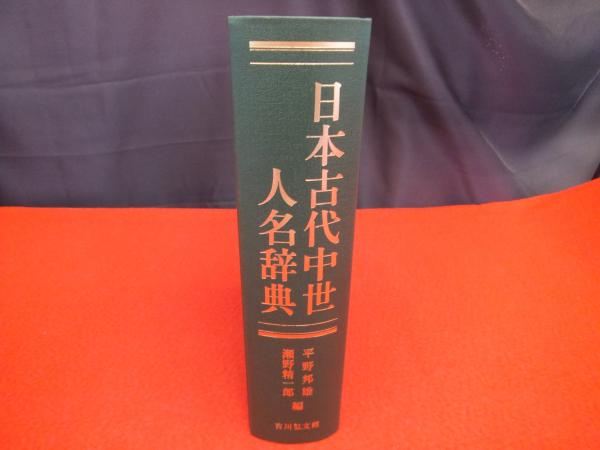 日本古代中世
人名辞典
平野邦雄
瀬野精一郎
編
吉川弘文館